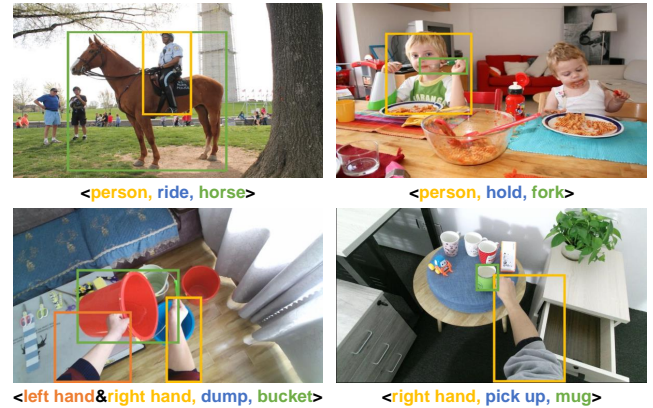 <person, ride, horse>
<person, hold, fork>
<left hand&right hand, dump, bucket>
<right hand, pick up, mug>